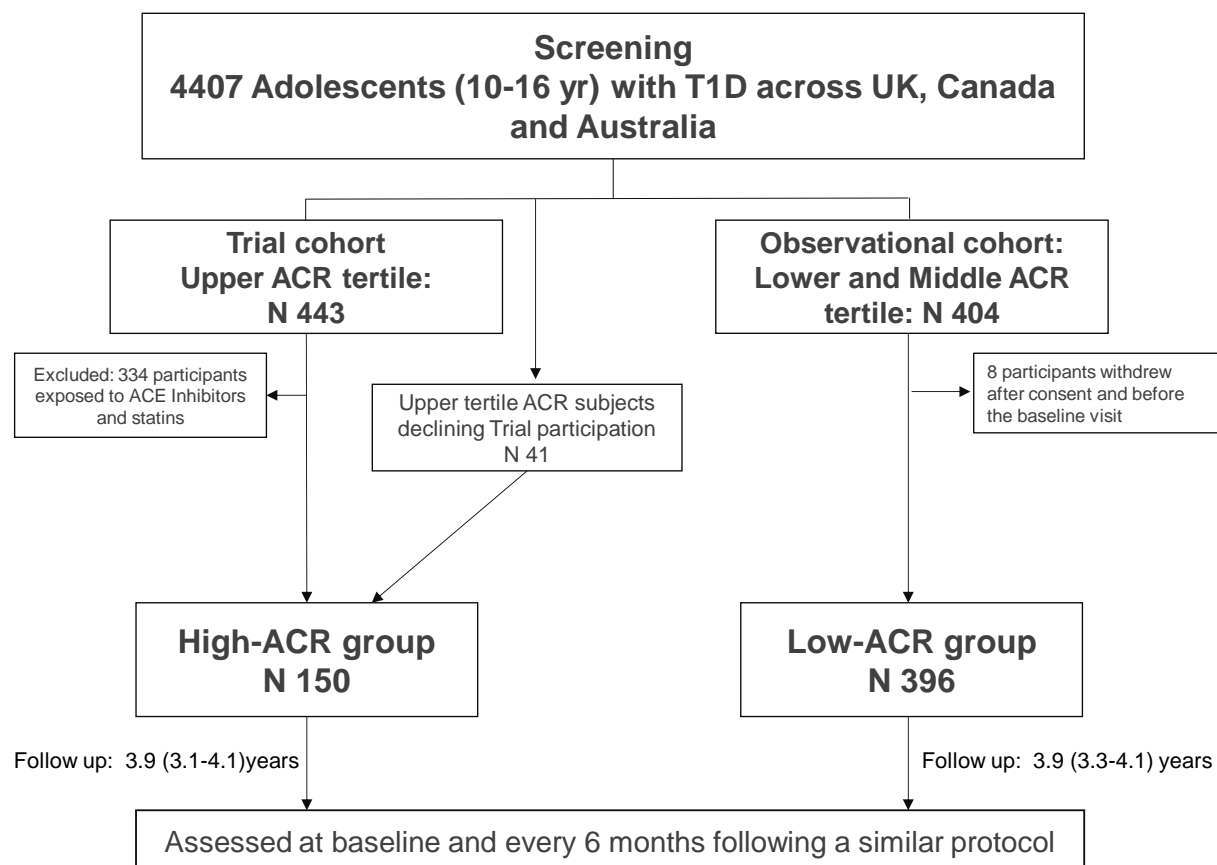 Screening
4407 Adolescents (10-16 yr) with T1D across UK, Canada
and Australia
Trial cohort
Upper ACR tertile:
N 443
Observational cohort:
Lower and Middle ACR
tertile: N 404
Excluded: 334 participants
exposed to ACE Inhibitors
and statins
Upper tertile ACR subjects
declining Trial participation
N 41
8 participants withdrew
after consent and before
the baseline visit
High-ACR group
N 150
Low-ACR group
N 396
Follow up:  3.9 (3.1-4.1)years
Follow up:  3.9 (3.3-4.1) years
Assessed at baseline and every 6 months following a similar protocol